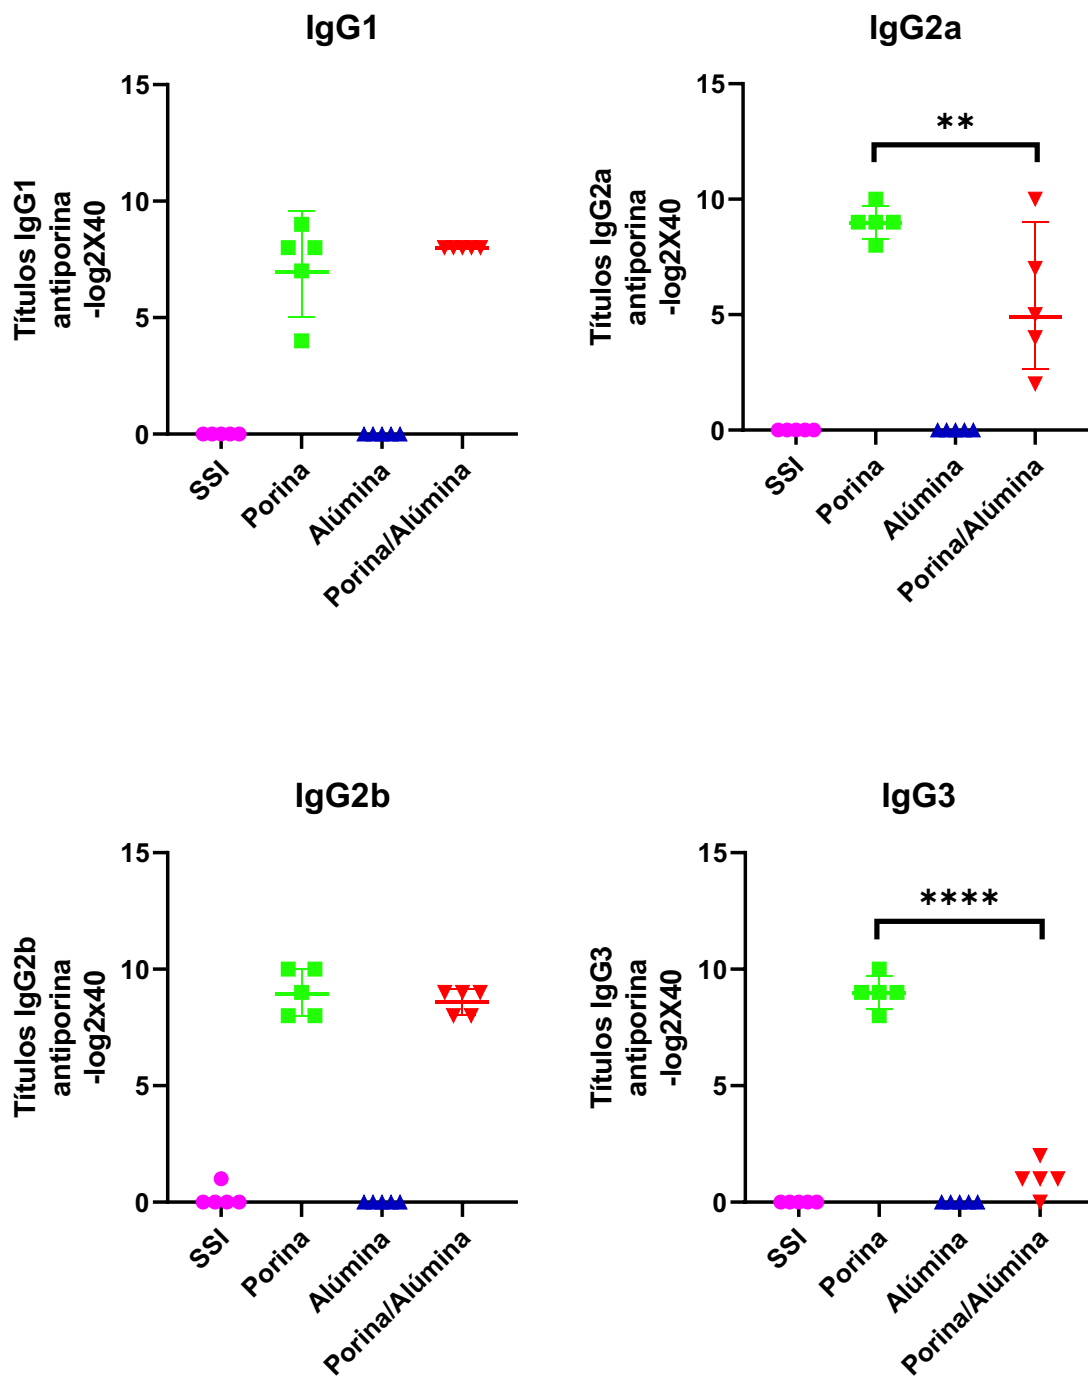 IgG1
Títulos IgG1
antiporina
-log2X40
15
10
5
0
SSI
Porina
Alúmina
Porina/Alúmina
IgG2a
Títulos IgG2a
antiporina
-log2X40
15
10
5
0
**
SSI
Porina
Alúmina
Porina/Alúmina
IgG2b
Títulos IgG2b
antiporina
-log2x40
15
10
5
0
SSI
Porina
Alúmina
Porina/Alúmina
IgG3
Títulos IgG3
antiporina
-log2X40
15
10
5
0
****
SSI
Porina
Alúmina
Porina/Alúmina